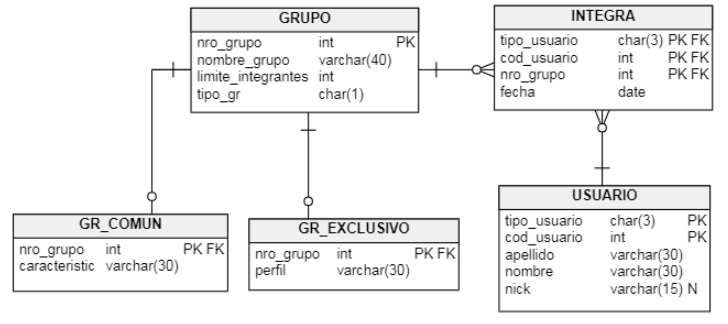 GRUPO
nro_grupo int PK
nombre_grupo varchar(40)
limite_integrantes int
tipo_gr char(1)
INTEGRA
tipo_usuario char(3) PK FK
cod_usuario int PK FK
nro_grupo int PK FK
fecha date
GR_COMUN
nro_grupo int PK FK
caracteristic varchar(30)
GR_EXCLUSIVO
nro_grupo int PK FK
perfil varchar(30)
USUARIO
tipo_usuario char(3) PK
cod_usuario int PK
apellido varchar(30)
nombre varchar(30)
nick varchar(15) N